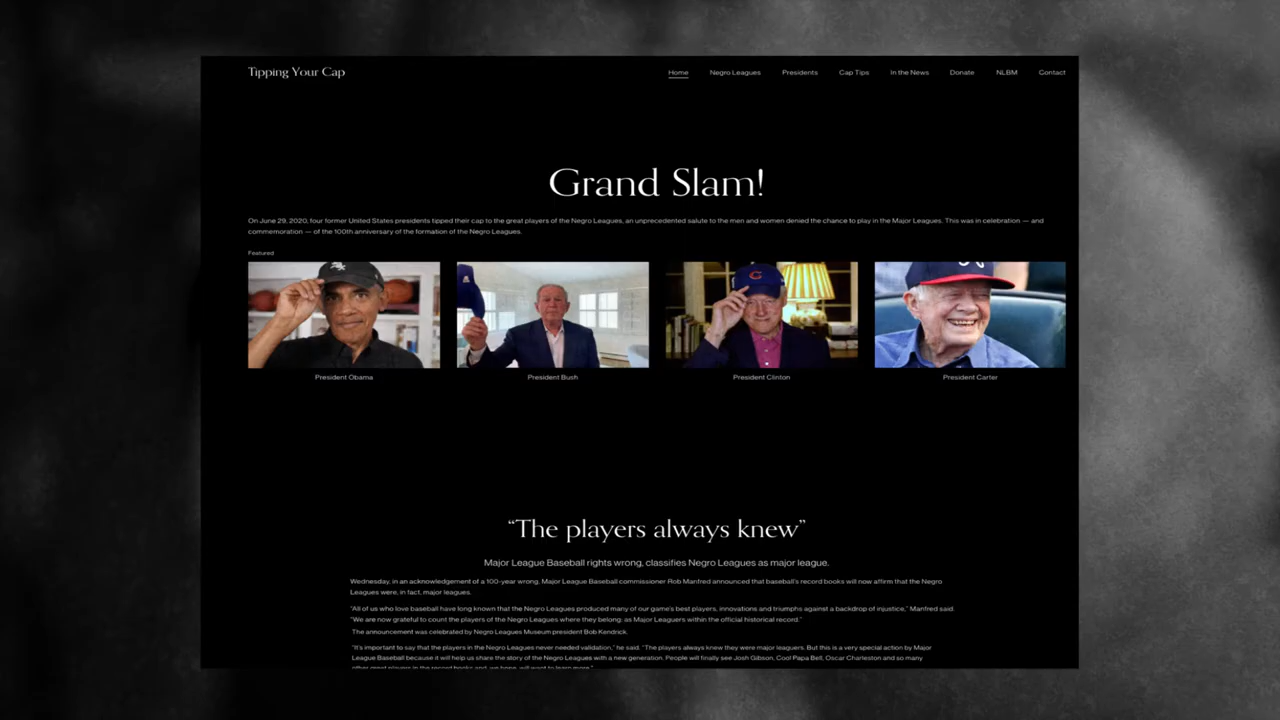 Tipping Your Cap
Home Negro Leagues Presidents Cap Tips In the News Donate NLBM Contact
Grand Slam!
On June 29, 2020, four former United States presidents tipped their cap to the great players of the Negro Leagues, an unprecedented salute to the men and women denied the chance to play in the Major Leagues. This was in celebration — and
commemoration — of the 100th anniversary of the formation of the Negro Leagues.
Featured
President Obama President Bush President Clinton President Carter
“The players always knew”
Major League Baseball rights wrong, classifies Negro Leagues as major league.
Wednesday, in an acknowledgement of a 100-year wrong, Major League Baseball commissioner Rob Manfred announced that baseball's record books will now affirm that the Negro
Leagues were, in fact, major leagues.
"All of us who love baseball have long known that the Negro Leagues produced many of our game's best players, innovations and triumphs against a backdrop of injustice," Manfred said.
"We are now grateful to count the players of the Negro Leagues where they belong: as Major Leaguers within the official historical record."
The announcement was celebrated by Negro Leagues Museum president Bob Kendrick.
"It's important to say that the players in the Negro Leagues never needed validation," he said. "The players always knew they were major leaguers. But this is a very special action by Major
League Baseball because it will help us share the story of the Negro Leagues with a new generation. People will finally see Josh Gibson, Cool Papa Bell, Oscar Charleston and so many
other great players in the record books and, we hope, will want to learn more."